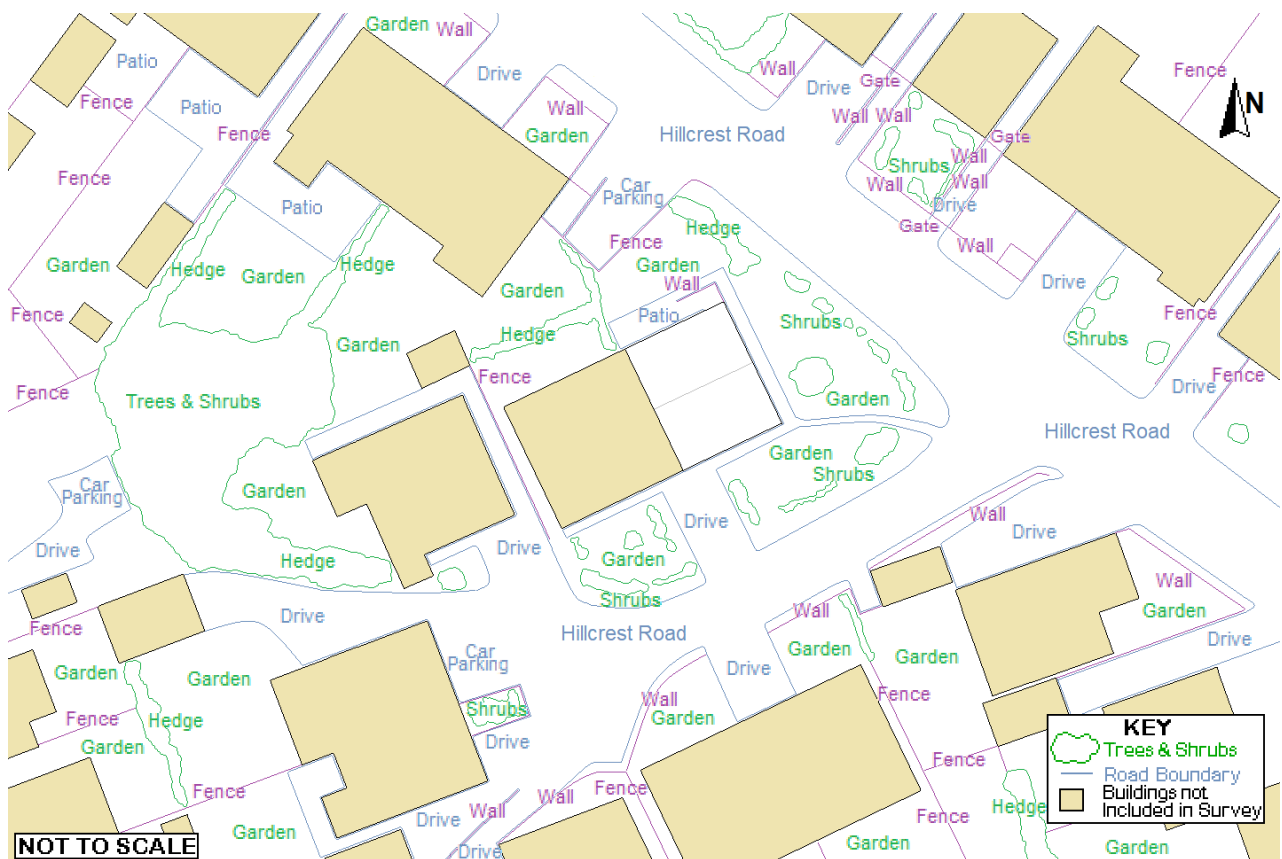 Garden
Wall
Patio
Drive
Wall
Fence
Gate
Drive
Fence
N
Patio
Wall
Wall
Wall
Fence
Garden
Hillcrest Road
Gate
Wall
Shrubs
Fence
Car
Parking
Wall
Wall
Patio
Drive
Hedge
Gate
Fence
Wall
Garden
Hedge
Garden
Hedge
Garden
Drive
Wall
Garden
Fence
Patio
Fence
Shrubs
Hedge
Garden
Shrubs
Fence
Fence
Drive
Fence
Trees & Shrubs
Garden
Hillcrest Road
Garden
Shrubs
Car
Parking
Garden
Wall
Drive
Drive
Drive
Drive
Hedge
Garden
Wall
Shrubs
Wall
Garden
Drive
Fence
Hillcrest Road
Drive
Garden
Car
Parking
Garden
Garden
Garden
Drive
Fence
Wall
Shrubs
Garden
Fence
Hedge
Garden
Drive
KEY
Trees & Shrubs
Road Boundary
Buildings not
Included in Survey
Fence
Fence
Fence
Wall
Wall
Hedge
Drive
Fence
Garden
NOT TO SCALE
Drive
Garden
Garden